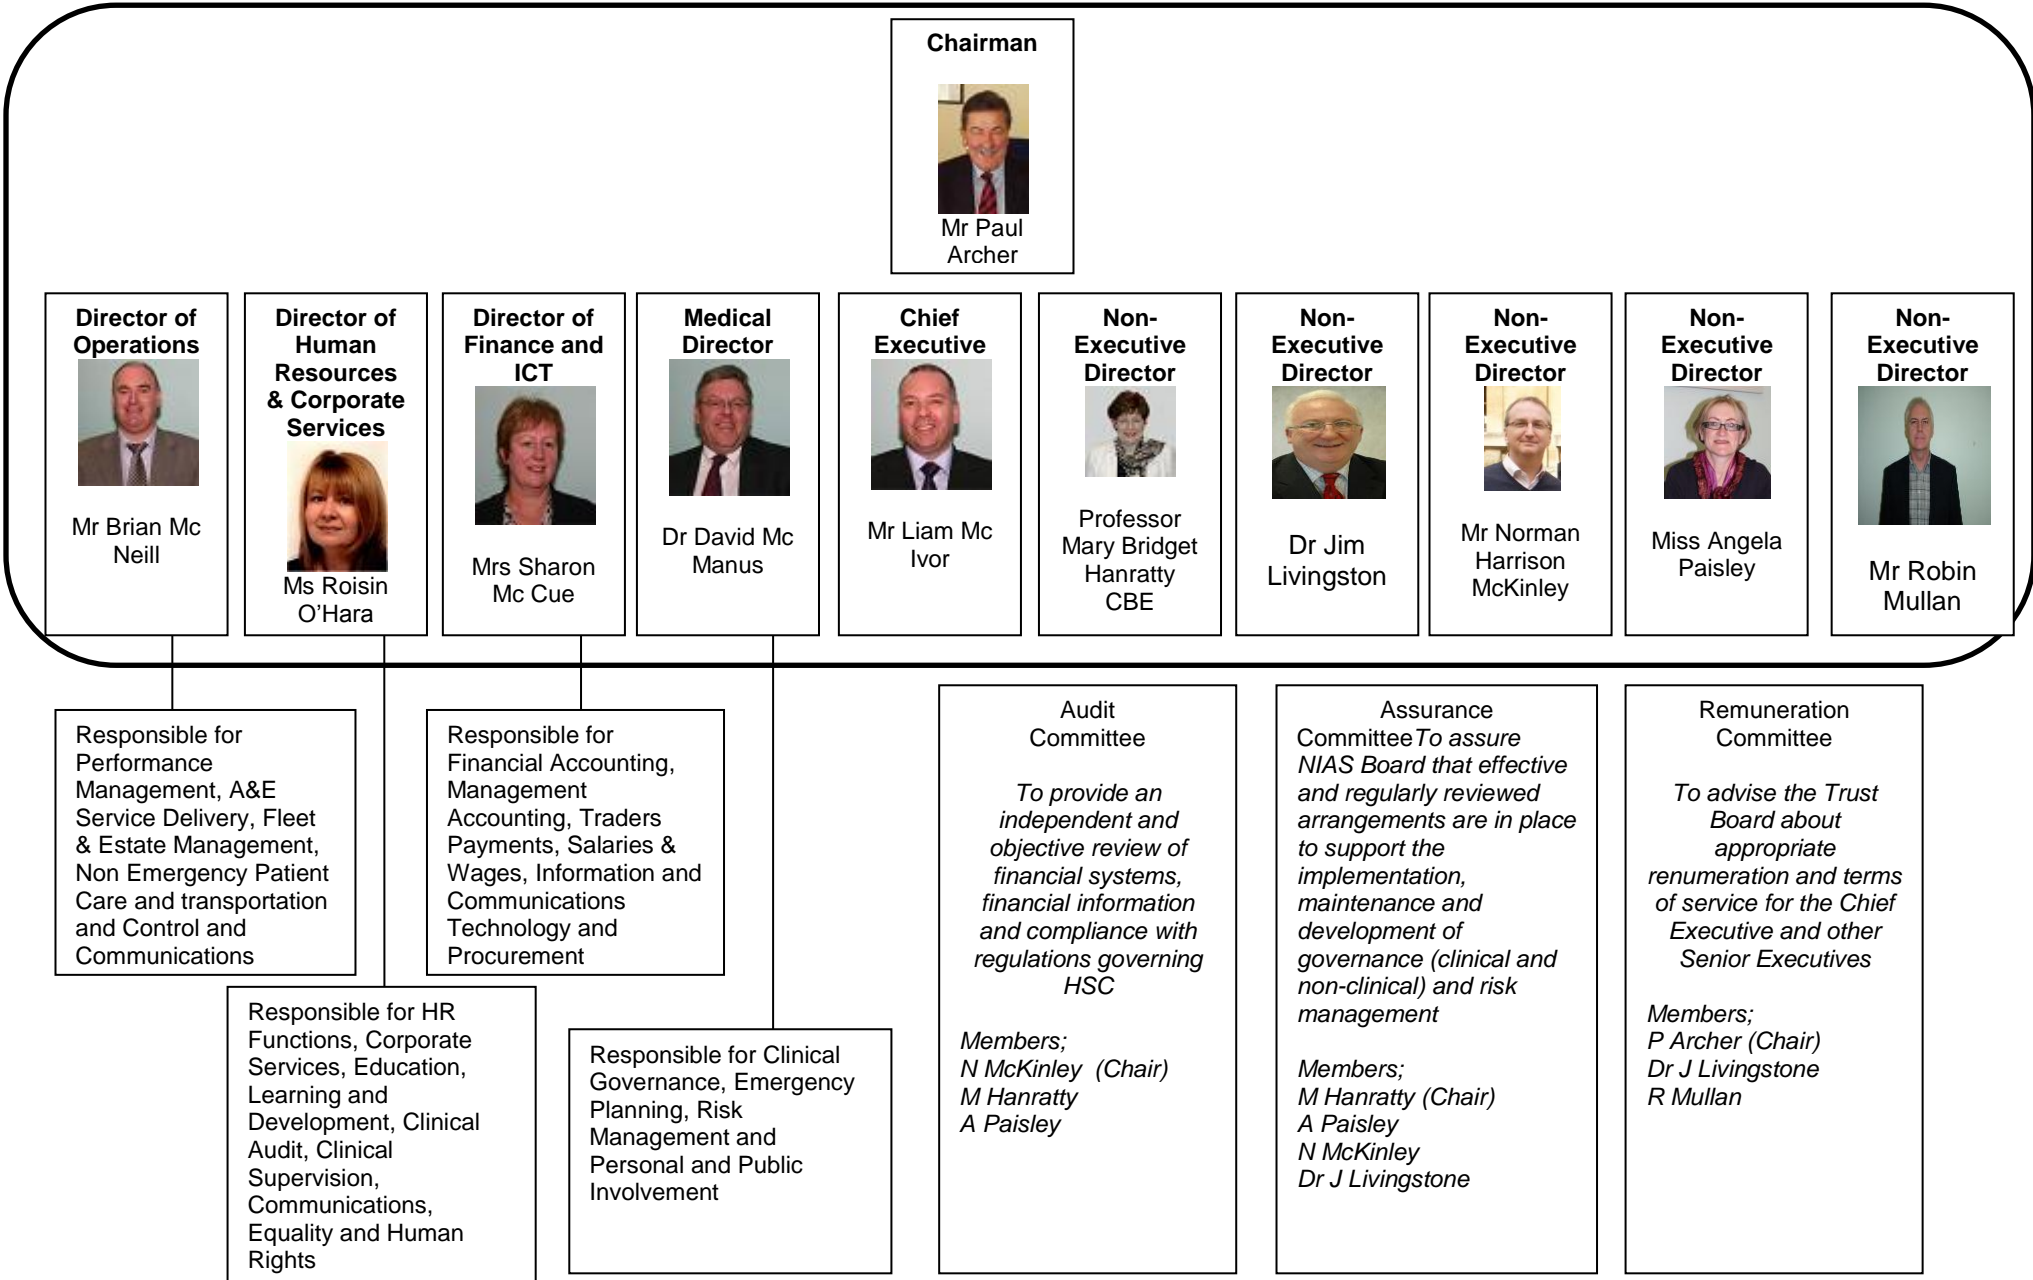 Chairman
Mr Paul
Archer
Director of
Operations
Mr Brian Mc
Neill
Director of
Human
Resources
& Corporate
Services
Ms Roisin
O'Hara
Director of
Finance and
ICT
Mrs Sharon
Mc Cue
Medical
Director
Dr David Mc
Manus
Chief
Executive
Mr Liam Mc
Ivor
Non-
Executive
Director
Professor
Mary Bridget
Hanratty
CBE
Non-
Executive
Director
Dr Jim
Livingston
Non-
Executive
Director
Mr Norman
Harrison
McKinley
Non-
Executive
Director
Miss Angela
Paisley
Non-
Executive
Director
Mr Robin
Mullan
Responsible for
Performance
Management, A&E
Service Delivery, Fleet
& Estate Management,
Non Emergency Patient
Care and transportation
and Control and
Communications
Responsible for HR
Functions, Corporate
Services, Education,
Learning and
Development, Clinical
Audit, Clinical
Supervision,
Communications,
Equality and Human
Rights
Responsible for
Financial Accounting,
Management
Accounting, Traders
Payments, Salaries &
Wages, Information and
Communications
Technology and
Procurement
Responsible for Clinical
Governance, Emergency
Planning, Risk
Management and
Personal and Public
Involvement
Audit
Committee
To provide an
independent and
objective review of
financial systems,
financial information
and compliance with
regulations governing
HSC
Members;
N McKinley  (Chair)
M Hanratty
A Paisley
Assurance
CommitteeTo assure
NIAS Board that effective
and regularly reviewed
arrangements are in place
to support the
implementation,
maintenance and
development of
governance (clinical and
non-clinical) and risk
management
Members;
M Hanratty (Chair)
A Paisley
N McKinley
Dr J Livingstone
Remuneration
Committee
To advise the Trust
Board about
appropriate
renumeration and terms
of service for the Chief
Executive and other
Senior Executives
Members;
P Archer (Chair)
Dr J Livingstone
R Mullan